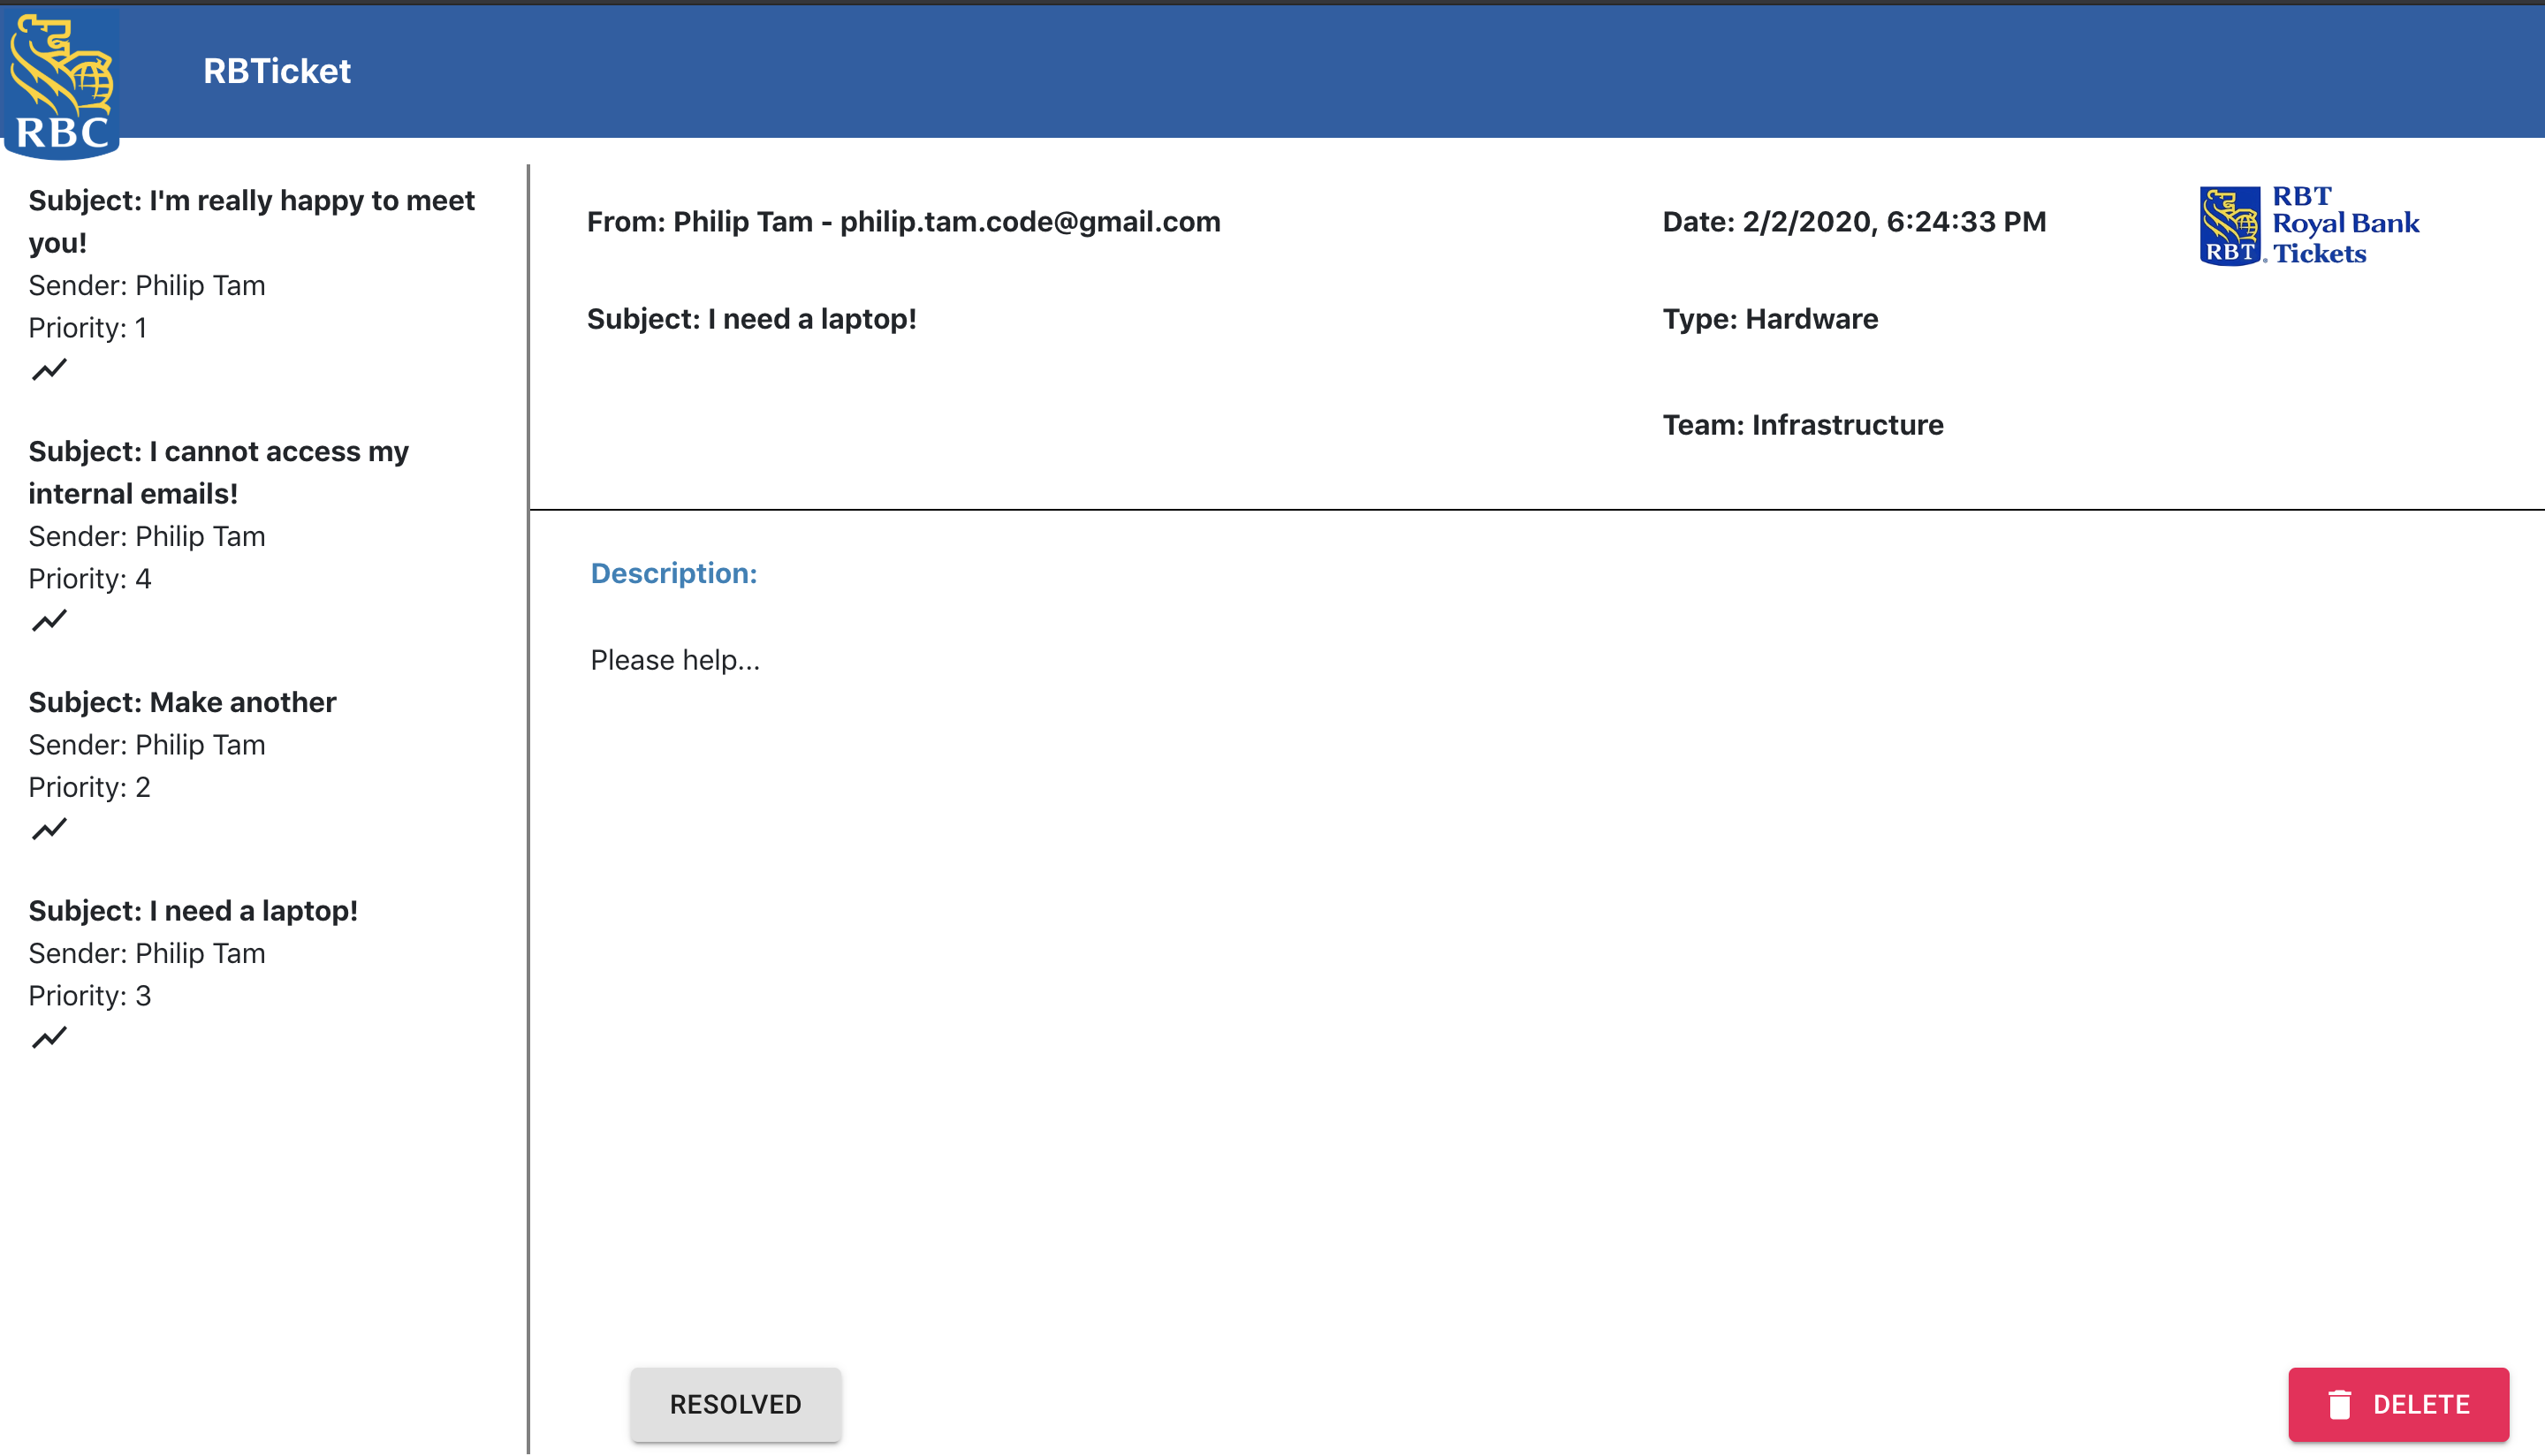 RBC
RBTicket
Subject: I'm really happy to meet
you!
Sender: Philip Tam
Priority: 1
Subject: I cannot access my
internal emails!
Sender: Philip Tam
Priority: 4
Subject: Make another
Sender: Philip Tam
Priority: 2
Subject: I need a laptop!
Sender: Philip Tam
Priority: 3
From: Philip Tam - philip.tam.code@gmail.com
Subject: I need a laptop!
Date: 2/2/2020, 6:24:33 PM
Type: Hardware
Team: Infrastructure
RBT®
RBT
Royal Bank
Tickets
Description:
Please help...
RESOLVED
DELETE